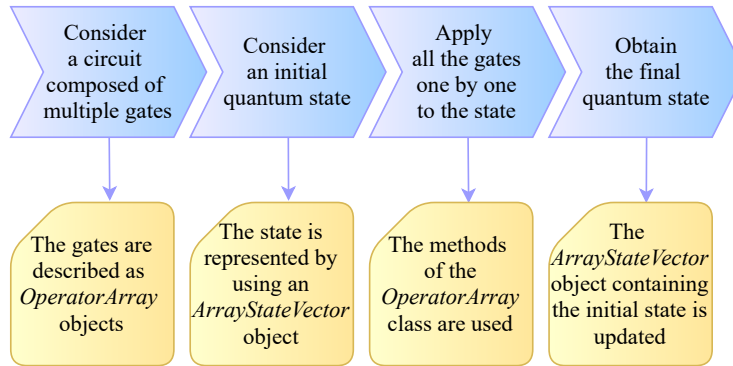 Consider
a circuit
composed of
multiple gates
Consider
an initial
quantum state
Apply
all the gates
one by one
to the state
Obtain
the final
quantum state
The gates are
described as
OperatorArray
objects
The state is
represented by
using an
ArrayStateVector
object
The methods
of the
OperatorArray
class are used
The
ArrayStateVector
object containing
the initial state is
updated